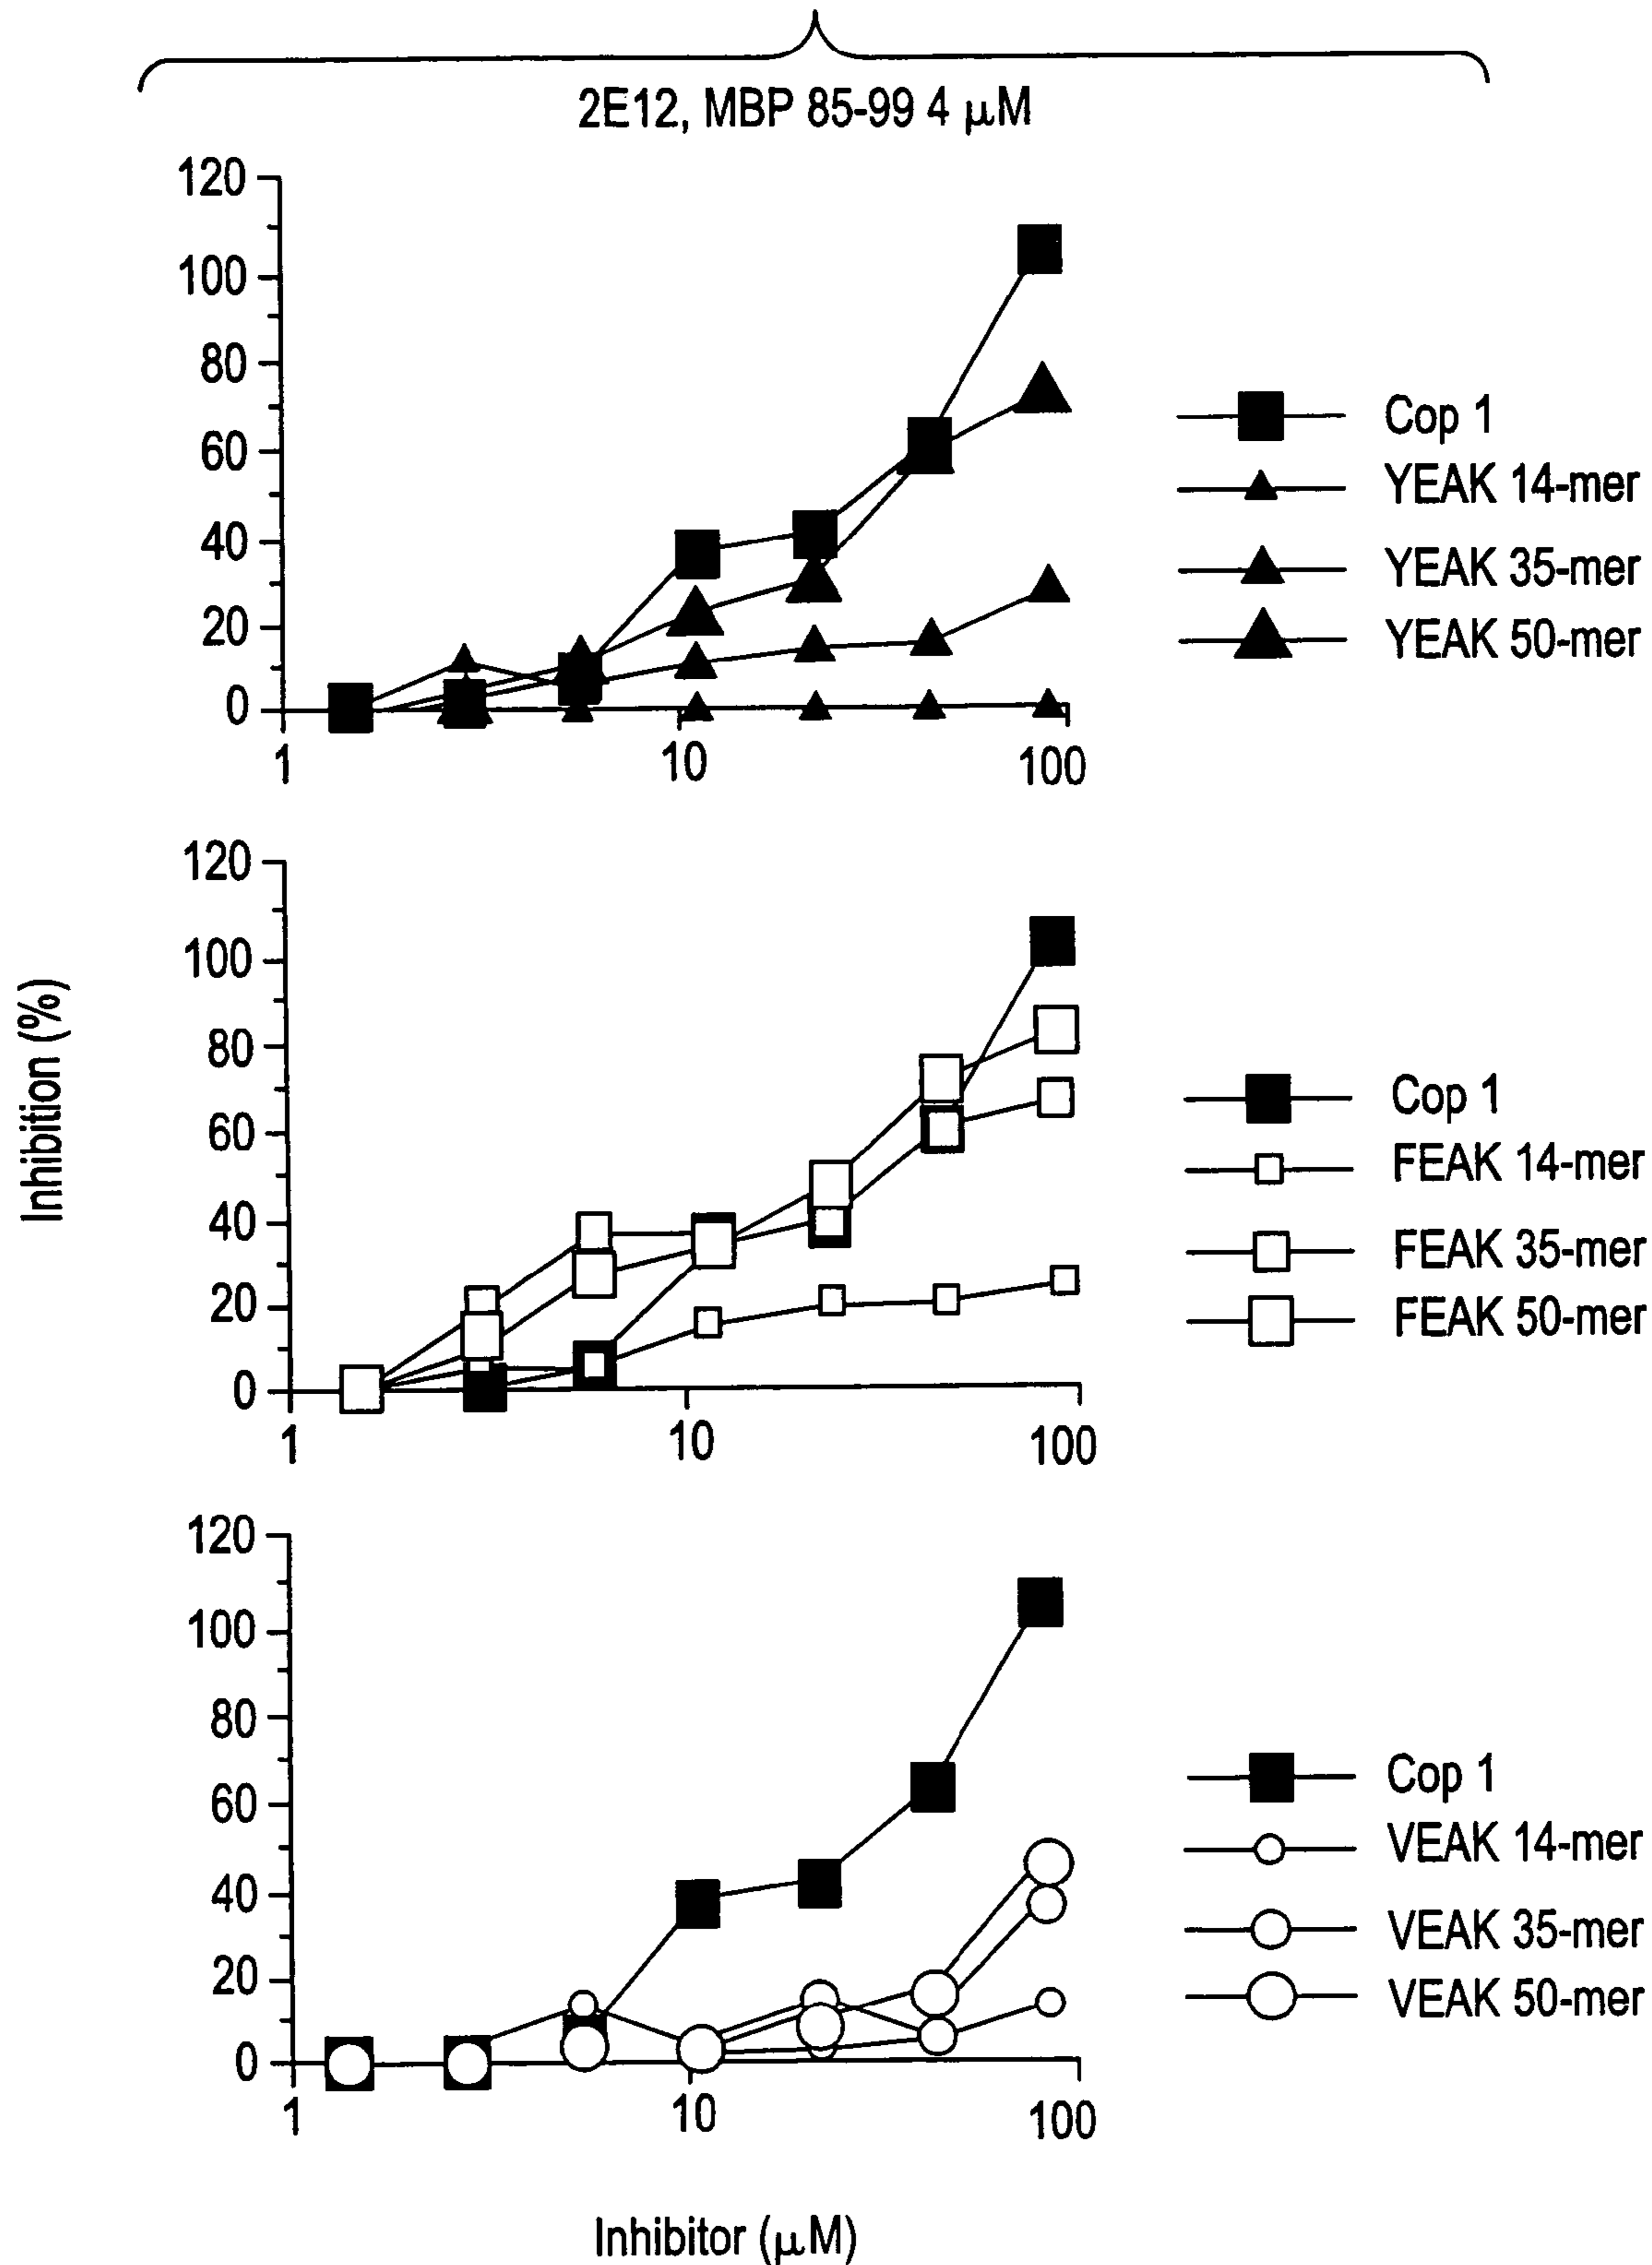 2E12, MBP 85-99 4 μM
120
100
80
60
40
20
0
1
10
100
Cop 1
YEAK 14-mer
YEAK 35-mer
YEAK 50-mer
Inhibition (%)
120
100
80
60
40
20
0
1
10
100
Cop 1
FEAK 14-mer
FEAK 35-mer
FEAK 50-mer
120
100
80
60
40
20
0
1
10
100
Cop 1
VEAK 14-mer
VEAK 35-mer
VEAK 50-mer
Inhibitor (μM)